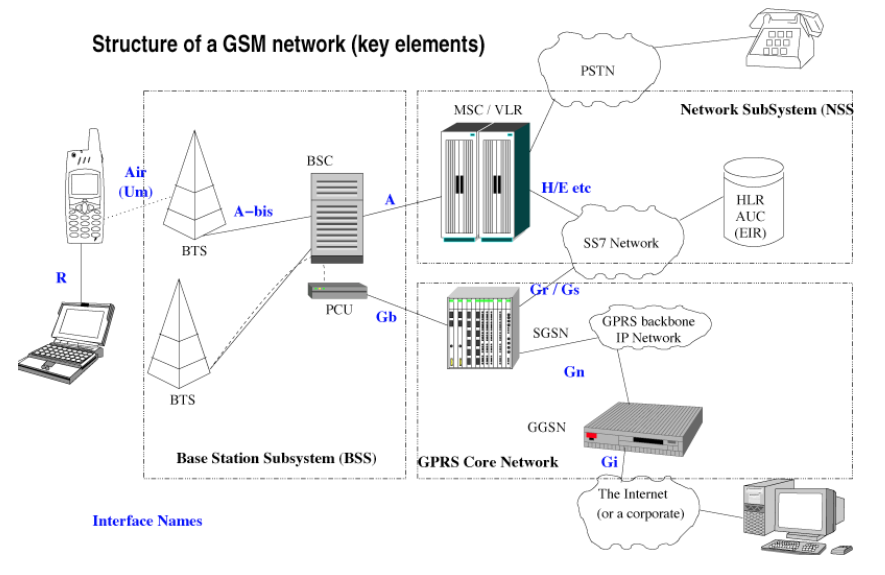 Structure of a GSM network (key elements)
PSTN
MSC / VLR
Network SubSystem (NSS
BSC
Air
(Um)
A-bis
A
H/E etc
HLR
AUC
(EIR)
BTS
SS7 Network
R
PCU
Gb
Gr / Gs
SGSN
GPRS backbone
IP Network
Gn
BTS
GGSN
Base Station Subsystem (BSS)
GPRS Core Network
Gi
The Internet
(or a corporate)
Interface Names